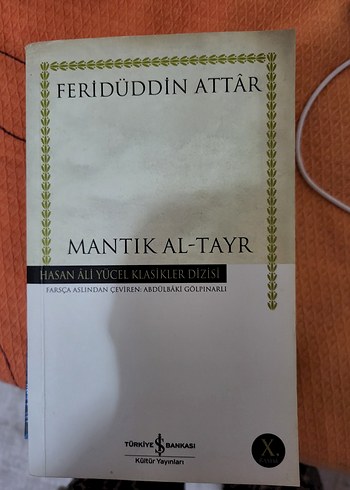 FERİDÜDDİN ATTÂR
MANTIK AL-TAYR
HASAN ÂLİ YÜCEL KLASİKLER DİZİSİ
FARSÇA ASLINDAN ÇEVİREN: ABDÜLBÂKİ GÖLPINARLI
TÜRKİYE İŞ BANKASI
Kültür Yayınları
X.